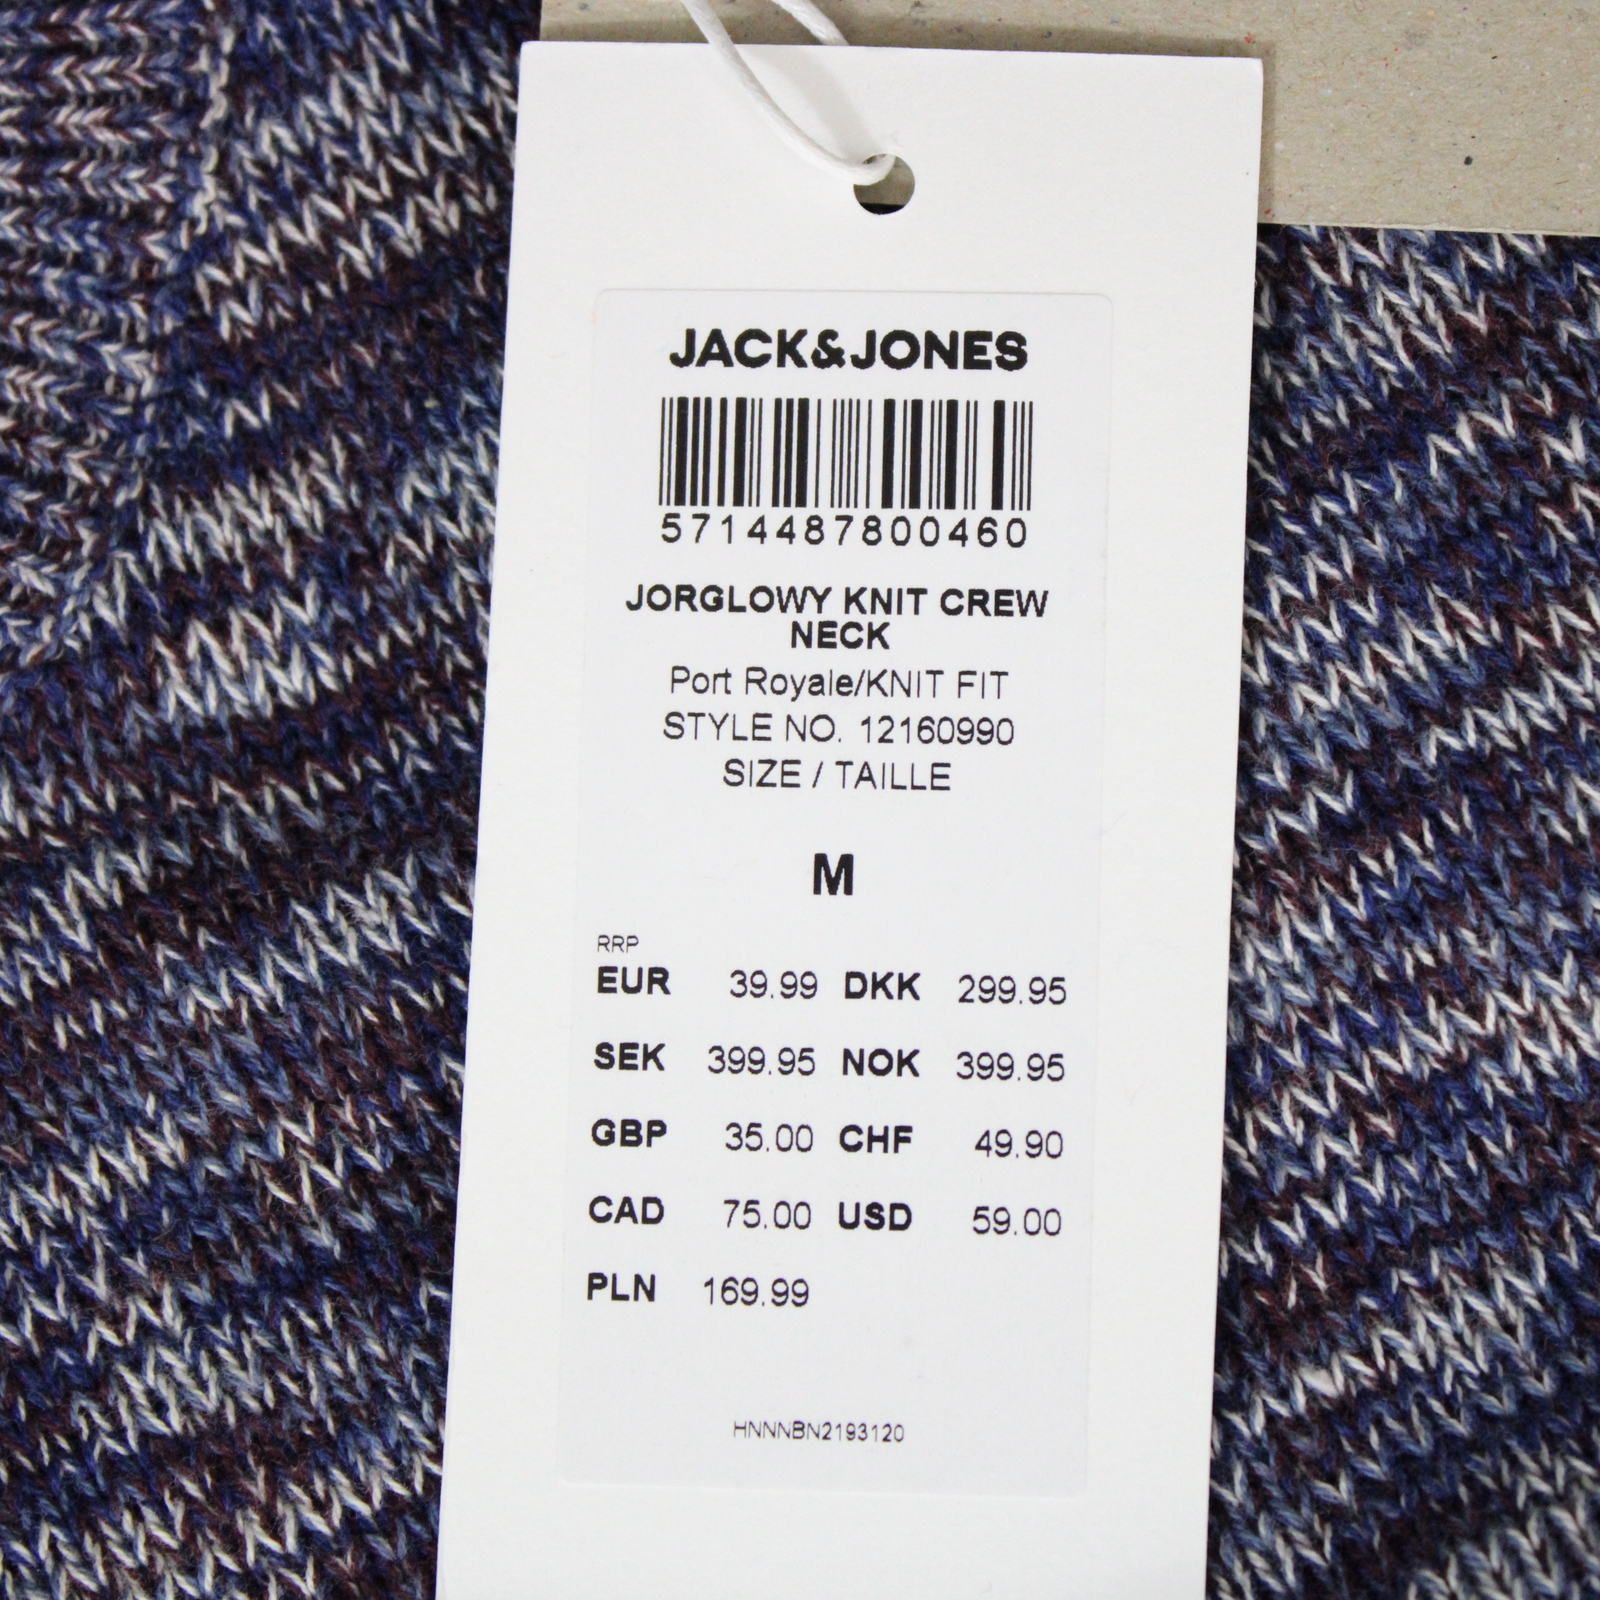 JACK&JONES
5714487800460
JORGLOWY KNIT CREW
NECK
Port Royale/KNIT FIT
STYLE NO. 12160990
SIZE / TAILLE
M
RRP
EUR 39.99 DKK 299.95
SEK 399.95 NOK 399.95
GBP 35.00 CHF 49.90
CAD 75.00 USD 59.00
PLN 169.99
HNNNBN2193120